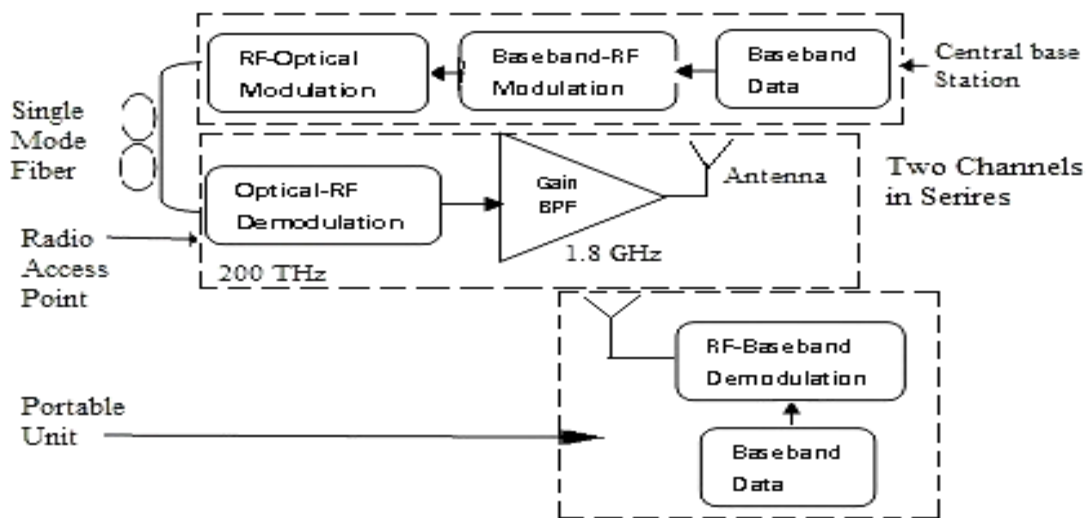 RF-Optical
Modulation
Baseband-RF
Modulation
Baseband
Data
Central base
Station
Single
Mode
Fiber
Optical-RF
Demodulation
Gain
BPF
Antenna
Two Channels
in Serires
Radio
Access
Point
200 THz
1.8 GHz
RF-Baseband
Demodulation
Portable
Unit
Baseband
Data